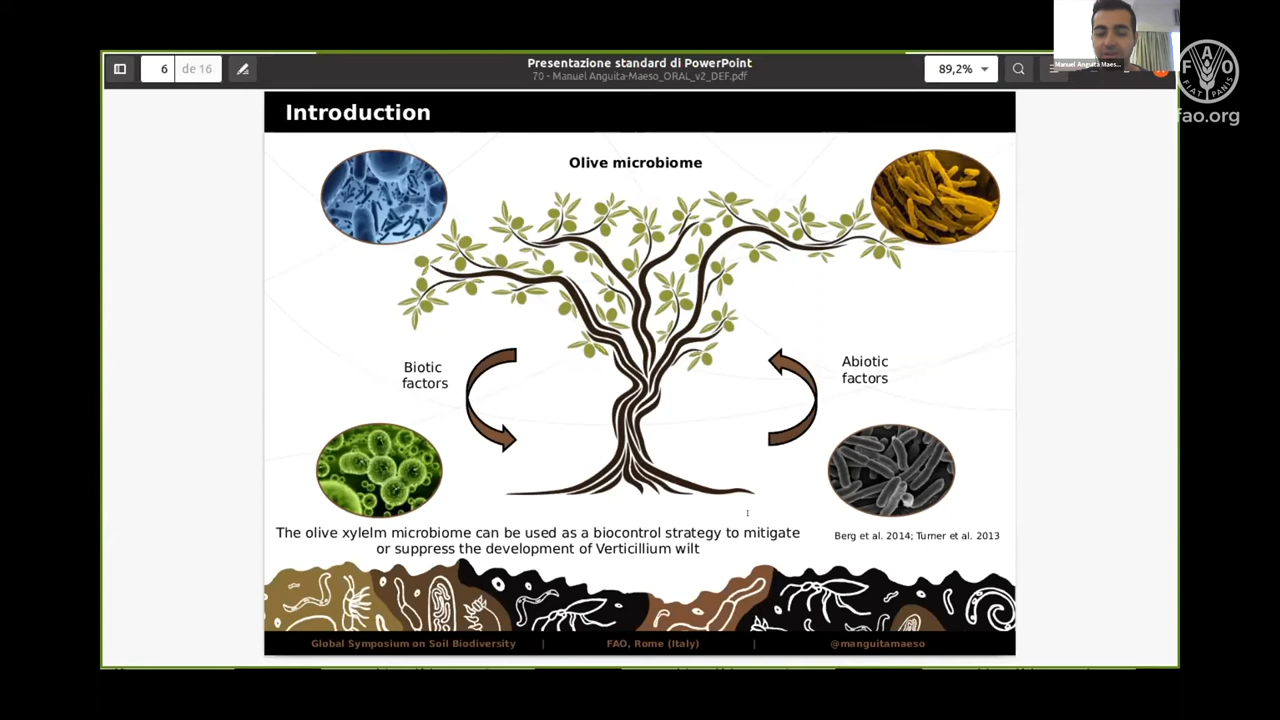 Presentazione standard di PowerPoint
70 - Manuel Anguita-Maeso_ORAL_v2_DEF.pdf
6 de 16
89,2%
Manuel Anguita Maes...
F A O
FIAT PANIS
fao.org
Introduction
Olive microbiome
Biotic
factors
Abiotic
factors
The olive xylelm microbiome can be used as a biocontrol strategy to mitigate
or suppress the development of Verticillium wilt
Berg et al. 2014; Turner et al. 2013
Global Symposium on Soil Biodiversity | FAO, Rome (Italy) | @manguitamaeso